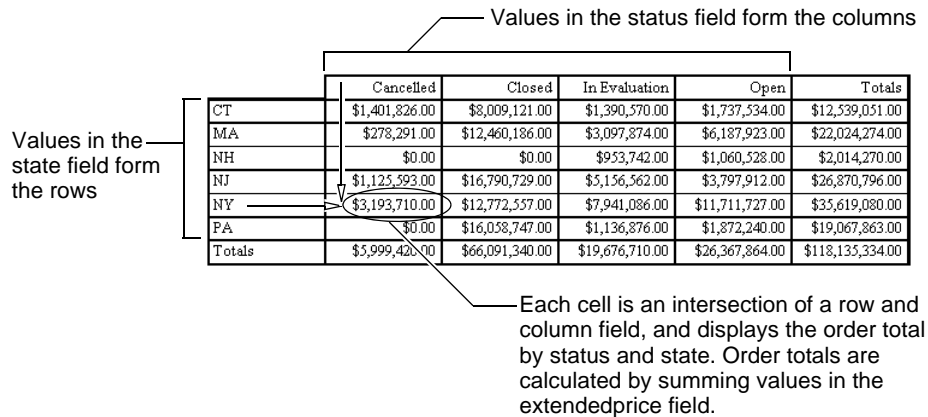 Values in the status field form the columns
Cancelled Closed In Evaluation Open Totals
CT $1,401,826.00 $8,009,121.00 $1,390,570.00 $1,737,534.00 $12,539,051.00
MA $278,291.00 $12,460,186.00 $3,097,874.00 $6,187,923.00 $22,024,274.00
NH $0.00 $0.00 $953,742.00 $1,060,528.00 $2,014,270.00
NJ $1,125,593.00 $16,790,729.00 $5,156,562.00 $3,797,912.00 $26,870,796.00
NY $3,193,710.00 $12,772,557.00 $7,941,086.00 $11,711,727.00 $35,619,080.00
PA $0.00 $16,058,747.00 $1,136,876.00 $1,872,240.00 $19,067,863.00
Totals $5,999,420.00 $66,091,340.00 $19,676,710.00 $26,367,864.00 $118,135,334.00
Values in the
state field form
the rows
Each cell is an intersection of a row and
column field, and displays the order total
by status and state. Order totals are
calculated by summing values in the
extendedprice field.